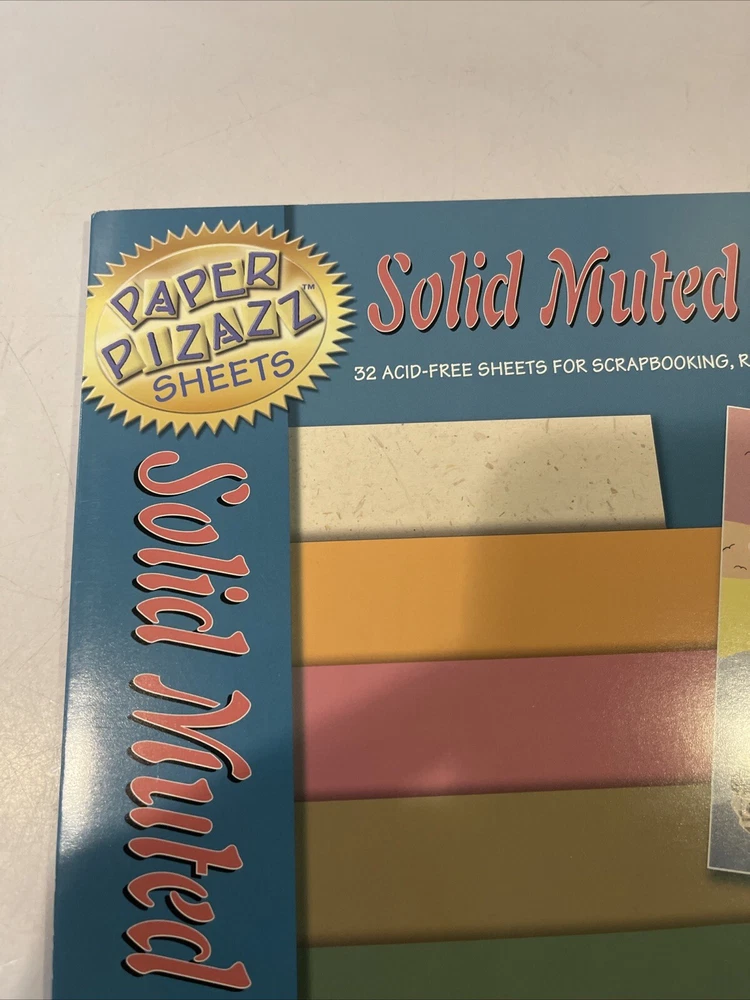 PAPER
PIZAZZ™
SHEETS
Solid Muted
32 ACID-FREE SHEETS FOR SCRAPBOOKING, R
Solid Muted